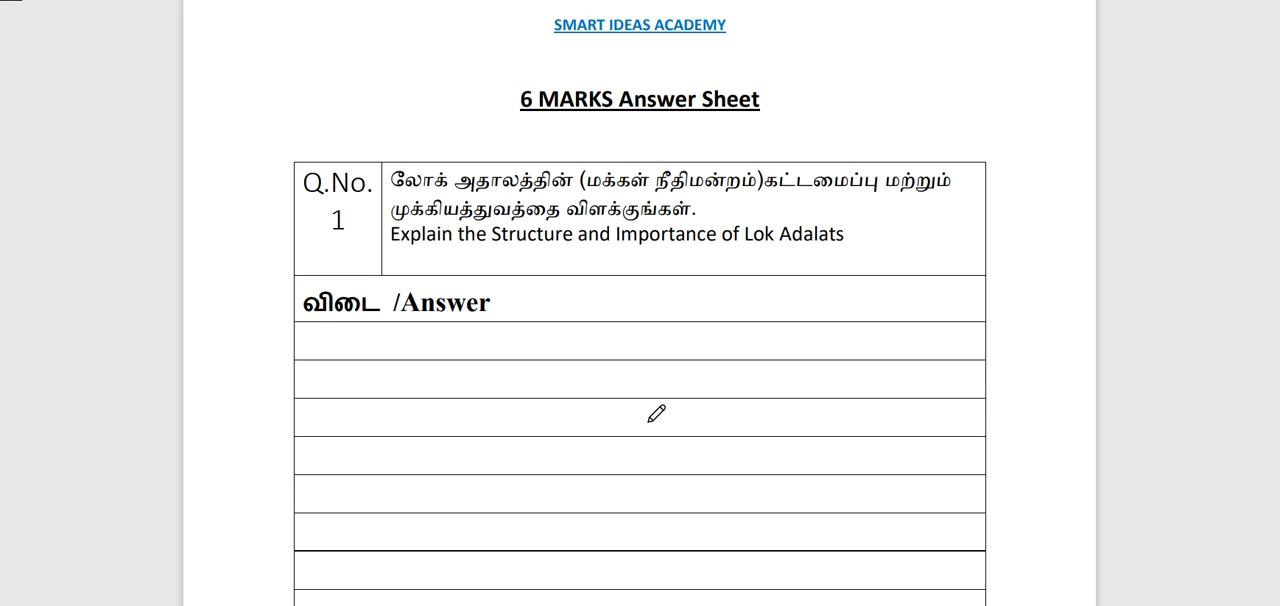 SMART IDEAS ACADEMY
6 MARKS Answer Sheet
Q.No.
1
லோக் அதாலத்தின் (மக்கள் நீதிமன்றம்)கட்டமைப்பு மற்றும்
முக்கியத்துவத்தை விளக்குங்கள்.
Explain the Structure and Importance of Lok Adalats
விடை /Answer